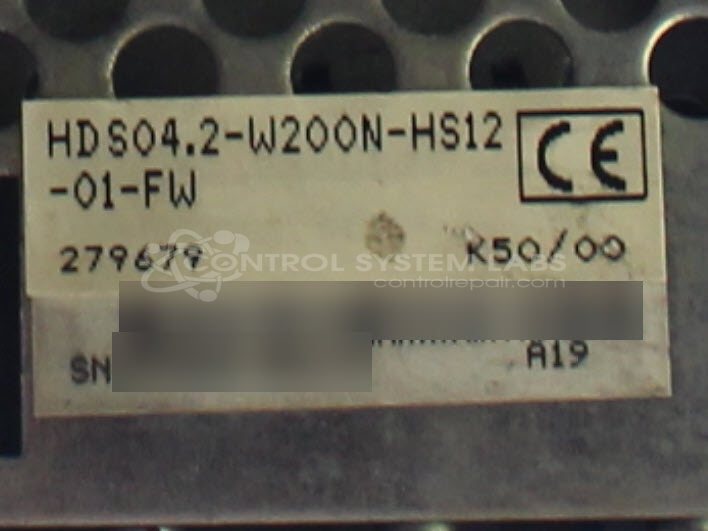 HDS04.2-W200N-HS12
-01-FW
CE
279679 K50/00
CONTROL SYSTEM LABS
controlrepair.com
SN
A19